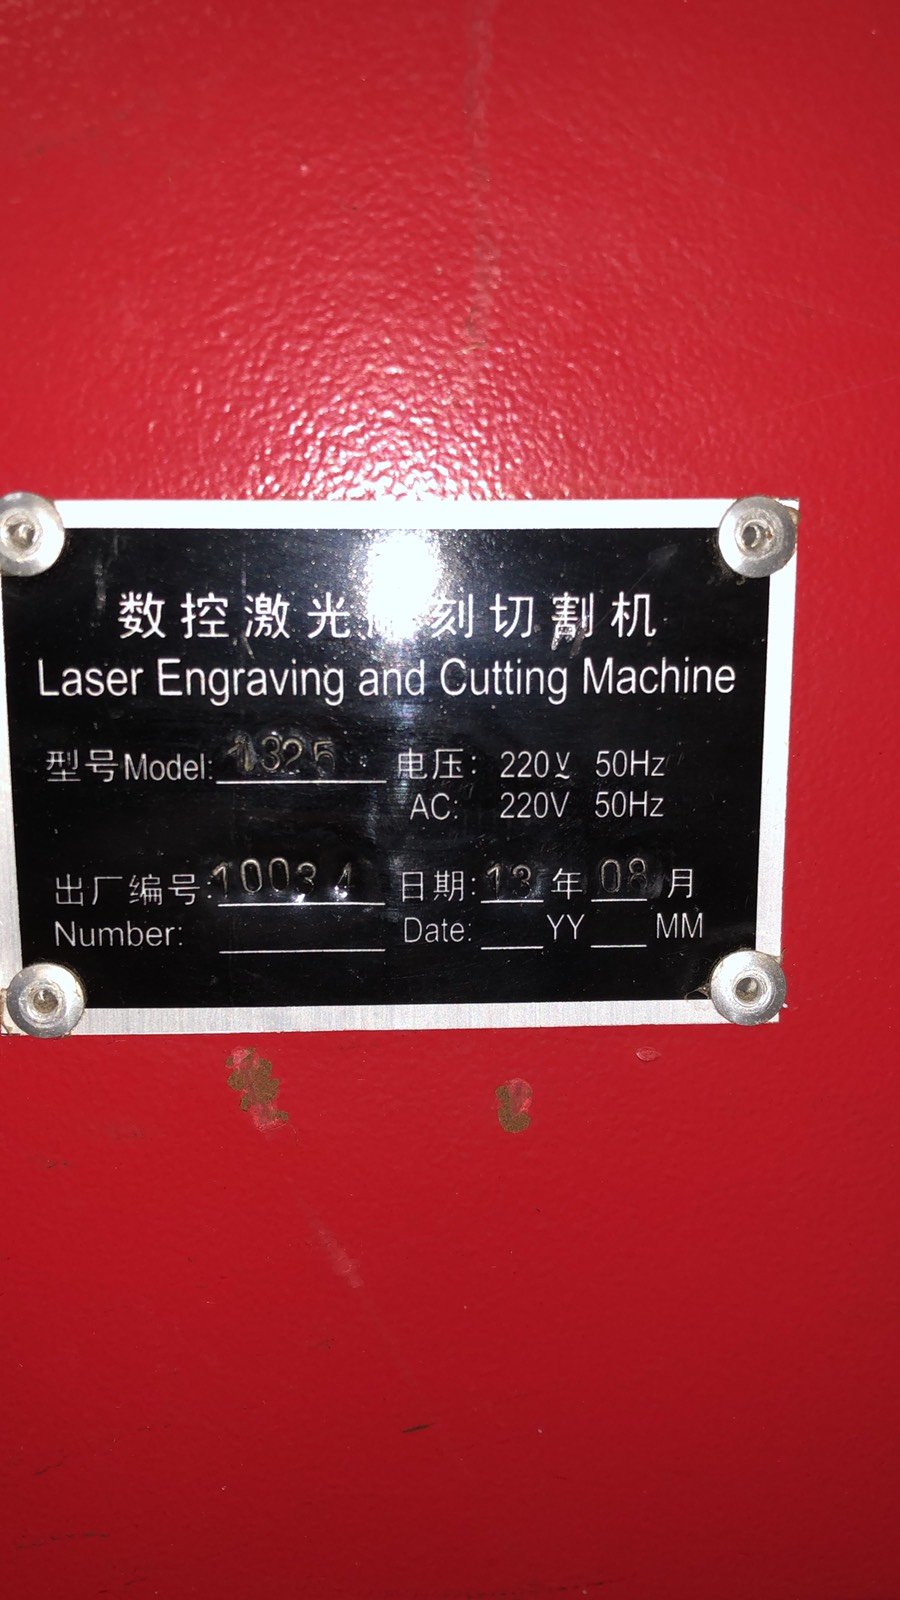 数控激光 刻切割机
Laser Engraving and Cutting Machine
型号Model: 1325 电压: 220V 50Hz
AC: 220V 50Hz
出厂编号: 日期: 13 年 08 月
Number: Date: YY MM